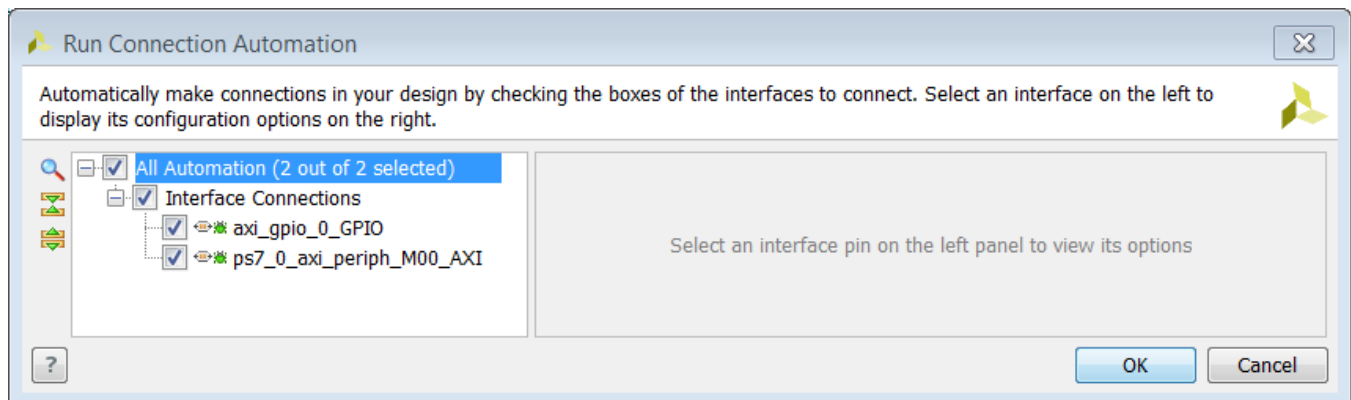 Run Connection Automation
Automatically make connections in your design by checking the boxes of the interfaces to connect. Select an interface on the left to
display its configuration options on the right.
All Automation (2 out of 2 selected)
Interface Connections
axi_gpio_0_GPIO
ps7_0_axi_periph_M00_AXI
Select an interface pin on the left panel to view its options
?
OK
Cancel